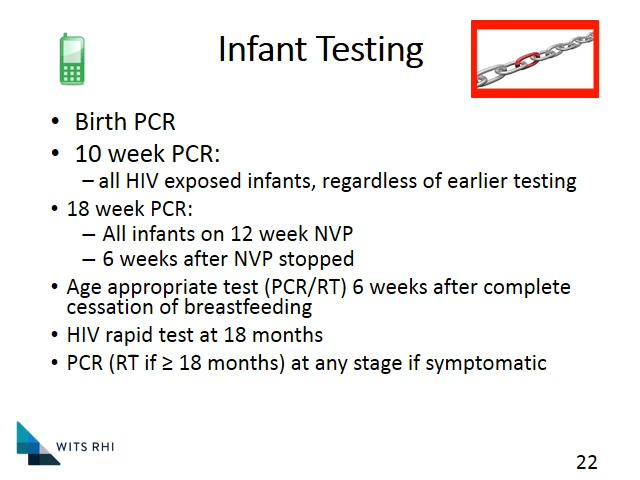 Infant Testing
• Birth PCR
• 10 week PCR:
– all HIV exposed infants, regardless of earlier testing
• 18 week PCR:
– All infants on 12 week NVP
– 6 weeks after NVP stopped
• Age appropriate test (PCR/RT) 6 weeks after complete
cessation of breastfeeding
• HIV rapid test at 18 months
• PCR (RT if ≥ 18 months) at any stage if symptomatic
WITS RHI
22